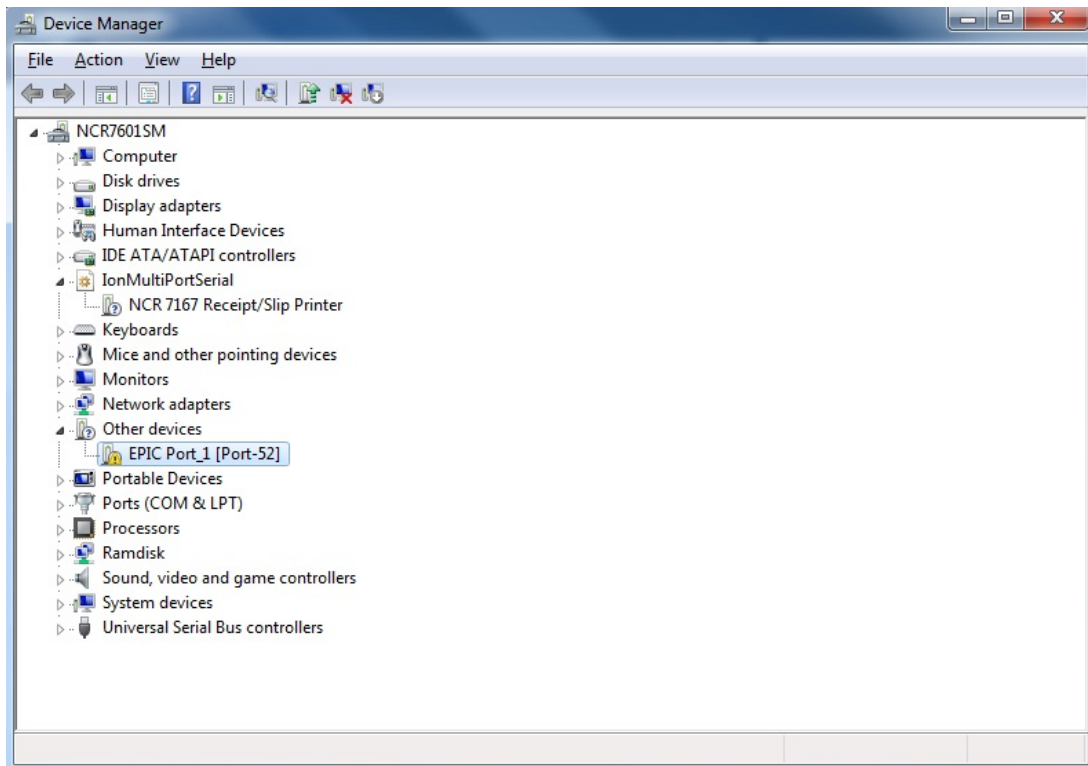 Device Manager
File Action View Help
NCR7601SM
Computer
Disk drives
Display adapters
Human Interface Devices
IDE ATA/ATAPI controllers
IonMultiPortSerial
NCR 7167 Receipt/Slip Printer
Keyboards
Mice and other pointing devices
Monitors
Network adapters
Other devices
EPIC Port_1 [Port-52]
Portable Devices
Ports (COM & LPT)
Processors
Ramdisk
Sound, video and game controllers
System devices
Universal Serial Bus controllers